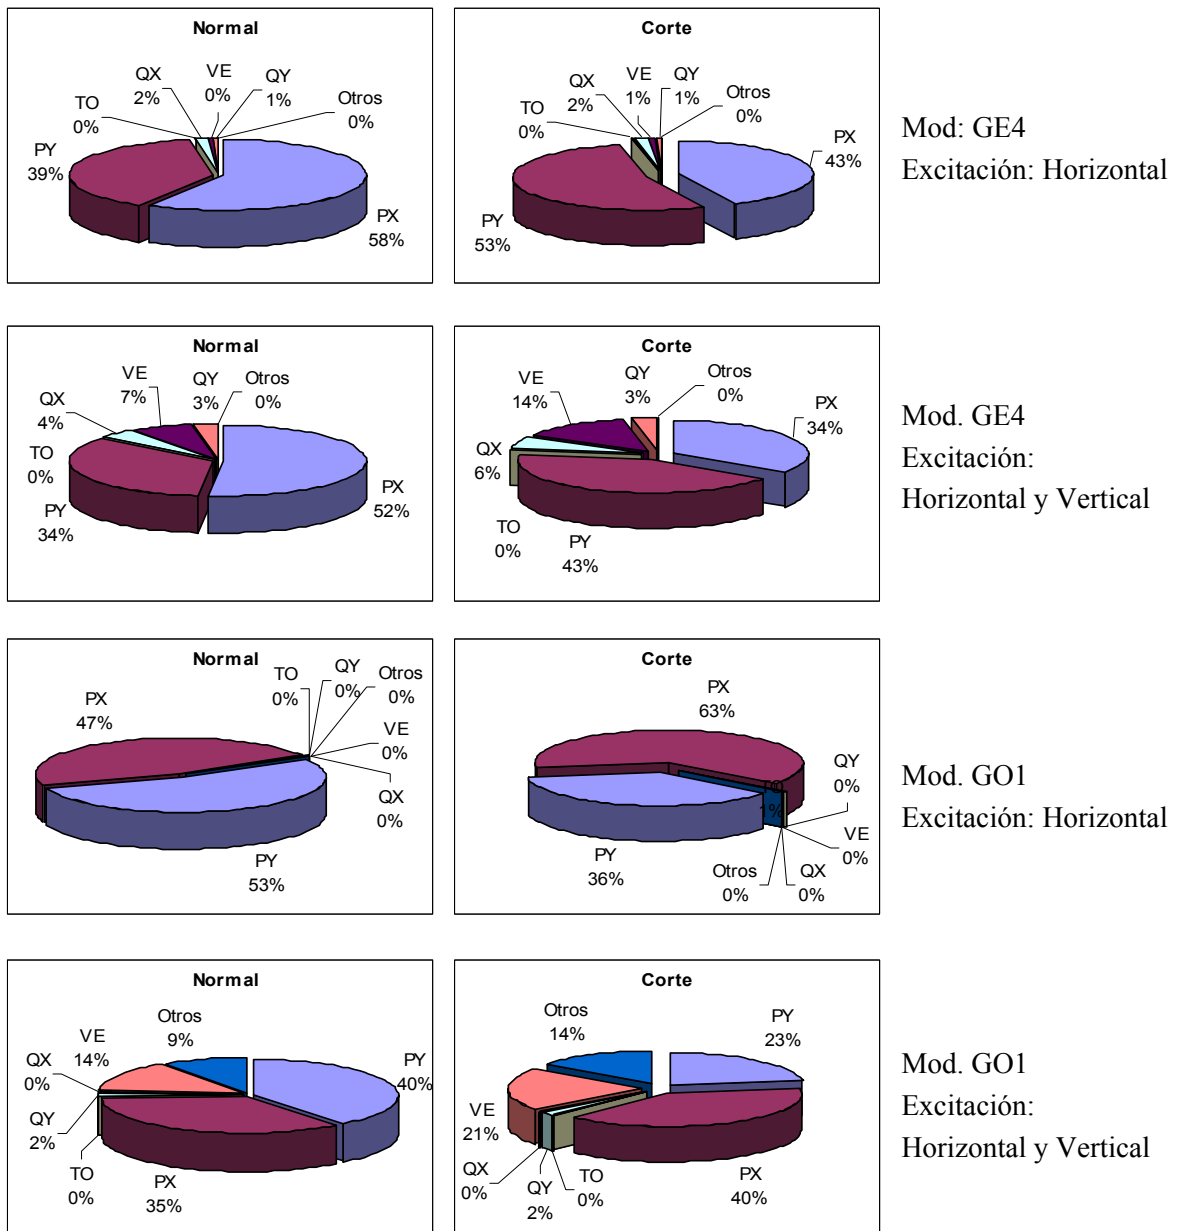 Normal
QX
2%
VE
0%
QY
1%
Otros
0%
TO
0%
PY
39%
PX
58%
Corte
QX
2%
VE
1%
QY
1%
Otros
0%
TO
0%
PX
43%
PY
53%
Mod: GE4
Excitación: Horizontal
Normal
VE
7%
QY
3%
Otros
0%
QX
4%
TO
0%
PY
34%
PX
52%
Corte
VE
14%
QY
3%
Otros
0%
PX
34%
QX
6%
TO
0%
PY
43%
Mod. GE4
Excitación:
Horizontal y Vertical
Normal
PX
47%
TO
0%
QY
0%
Otros
0%
VE
0%
QX
0%
PY
53%
Corte
PX
63%
QY
0%
1%
VE
0%
PY
36%
Otros
0%
QX
0%
Mod. GO1
Excitación: Horizontal
Normal
Otros
9%
VE
14%
QX
0%
QY
2%
TO
0%
PX
35%
PY
40%
Corte
Otros
14%
PY
23%
VE
21%
QX
0%
QY
2%
TO
0%
PX
40%
Mod. GO1
Excitación:
Horizontal y Vertical